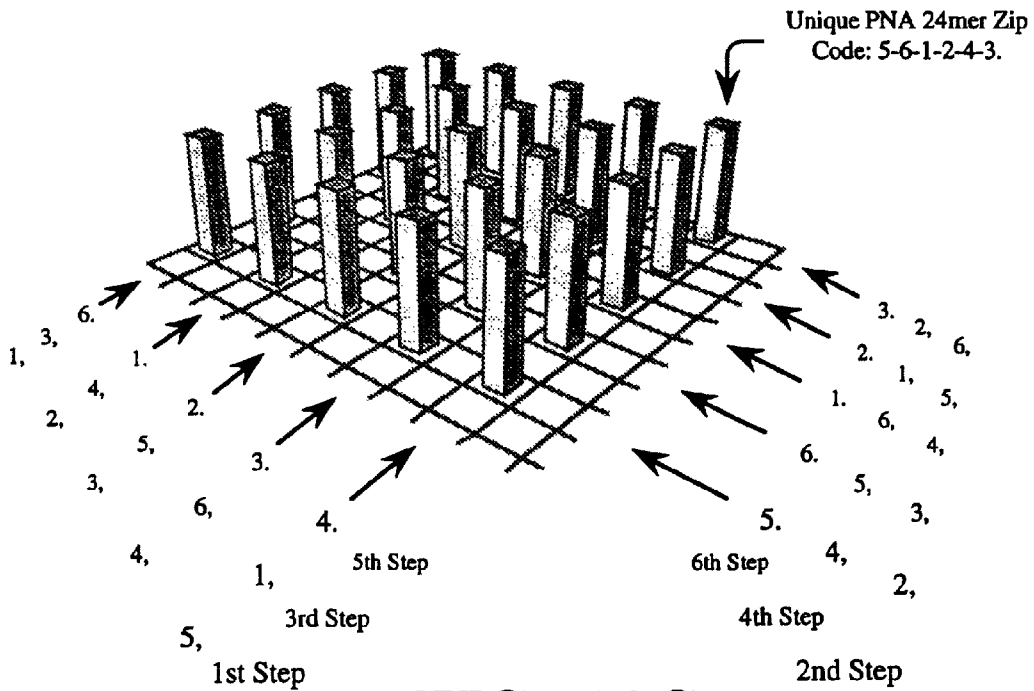 Unique PNA 24mer Zip
Code: 5-6-1-2-4-3.
1, 3, 6.
2, 4, 1.
3, 5, 2.
4, 6, 3.
5, 1, 4.
3. 2, 6,
2. 1, 5,
1. 6, 4,
6. 5, 3,
5. 4, 2,
5th Step
6th Step
3rd Step
4th Step
1st Step
2nd Step